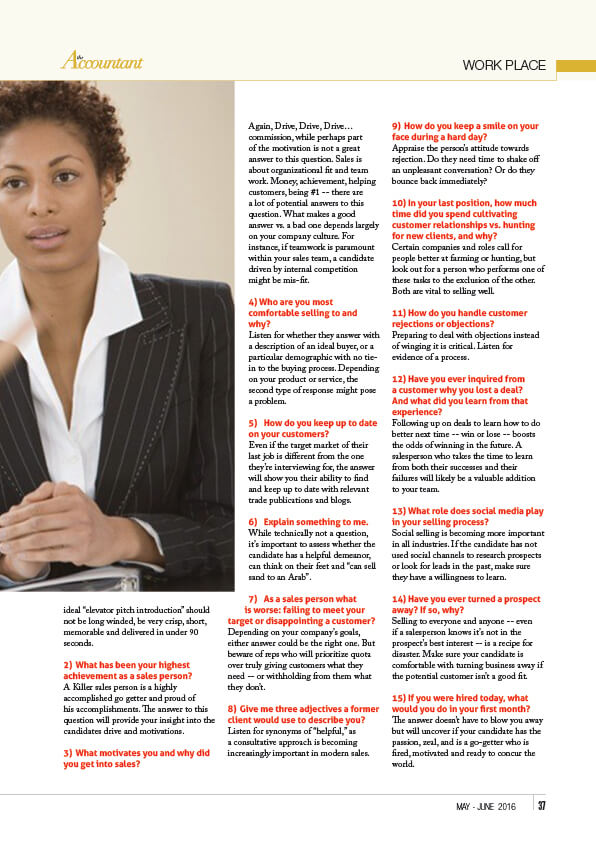 the
Accountant
WORK PLACE
ideal “elevator pitch introduction” should
not be long winded, be very crisp, short,
memorable and delivered in under 90
seconds.
2) What has been your highest
achievement as a sales person?
A Killer sales person is a highly
accomplished go getter and proud of
his accomplishments. The answer to this
question will provide your insight into the
candidates drive and motivations.
3) What motivates you and why did
you get into sales?
Again, Drive, Drive, Drive…
commission, while perhaps part
of the motivation is not a great
answer to this question. Sales is
about organizational fit and team
work. Money, achievement, helping
customers, being #1 -- there are
a lot of potential answers to this
question. What makes a good
answer vs. a bad one depends largely
on your company culture. For
instance, if teamwork is paramount
within your sales team, a candidate
driven by internal competition
might be mis-fit.
4) Who are you most
comfortable selling to and
why?
Listen for whether they answer with
a description of an ideal buyer, or a
particular demographic with no tie-
in to the buying process. Depending
on your product or service, the
second type of response might pose
a problem.
5) How do you keep up to date
on your customers?
Even if the target market of their
last job is different from the one
they're interviewing for, the answer
will show you their ability to find
and keep up to date with relevant
trade publications and blogs.
6) Explain something to me.
While technically not a question,
it's important to assess whether the
candidate has a helpful demeanor,
can think on their feet and “can sell
sand to an Arab”.
7) As a sales person what
is worse: failing to meet your
target or disappointing a customer?
Depending on your company's goals,
either answer could be the right one. But
beware of reps who will prioritize quota
over truly giving customers what they
need -- or withholding from them what
they don't.
8) Give me three adjectives a former
client would use to describe you?
Listen for synonyms of “helpful,” as
a consultative approach is becoming
increasingly important in modern sales.
9) How do you keep a smile on your
face during a hard day?
Appraise the person's attitude towards
rejection. Do they need time to shake off
an unpleasant conversation? Or do they
bounce back immediately?
10) In your last position, how much
time did you spend cultivating
customer relationships vs. hunting
for new clients, and why?
Certain companies and roles call for
people better at farming or hunting, but
look out for a person who performs one of
these tasks to the exclusion of the other.
Both are vital to selling well.
11) How do you handle customer
rejections or objections?
Preparing to deal with objections instead
of winging it is critical. Listen for
evidence of a process.
12) Have you ever inquired from
a customer why you lost a deal?
And what did you learn from that
experience?
Following up on deals to learn how to do
better next time -- win or lose -- boosts
the odds of winning in the future. A
salesperson who takes the time to learn
from both their successes and their
failures will likely be a valuable addition
to your team.
13) What role does social media play
in your selling process?
Social selling is becoming more important
in all industries. If the candidate has not
used social channels to research prospects
or look for leads in the past, make sure
they have a willingness to learn.
14) Have you ever turned a prospect
away? If so, why?
Selling to everyone and anyone -- even
if a salesperson knows it's not in the
prospect's best interest -- is a recipe for
disaster. Make sure your candidate is
comfortable with turning business away if
the potential customer isn't a good fit.
15) If you were hired today, what
would you do in your first month?
The answer doesn't have to blow you away
but will uncover if your candidate has the
passion, zeal, and is a go-getter who is
fired, motivated and ready to concur the
world.
MAY - JUNE 2016 37